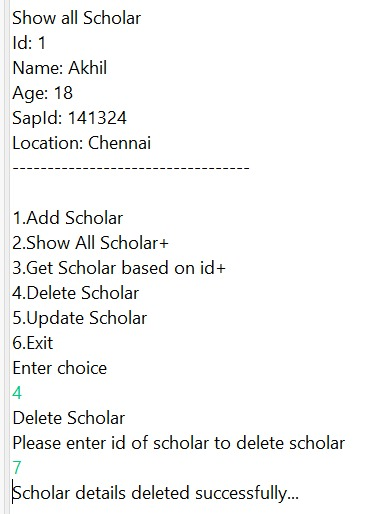 Show all Scholar
Id: 1
Name: Akhil
Age: 18
SapId: 141324
Location: Chennai
----------------------------------
1.Add Scholar
2.Show All Scholar+
3.Get Scholar based on id+
4.Delete Scholar
5.Update Scholar
6.Exit
Enter choice
4
Delete Scholar
Please enter id of scholar to delete scholar
7
Scholar details deleted successfully...